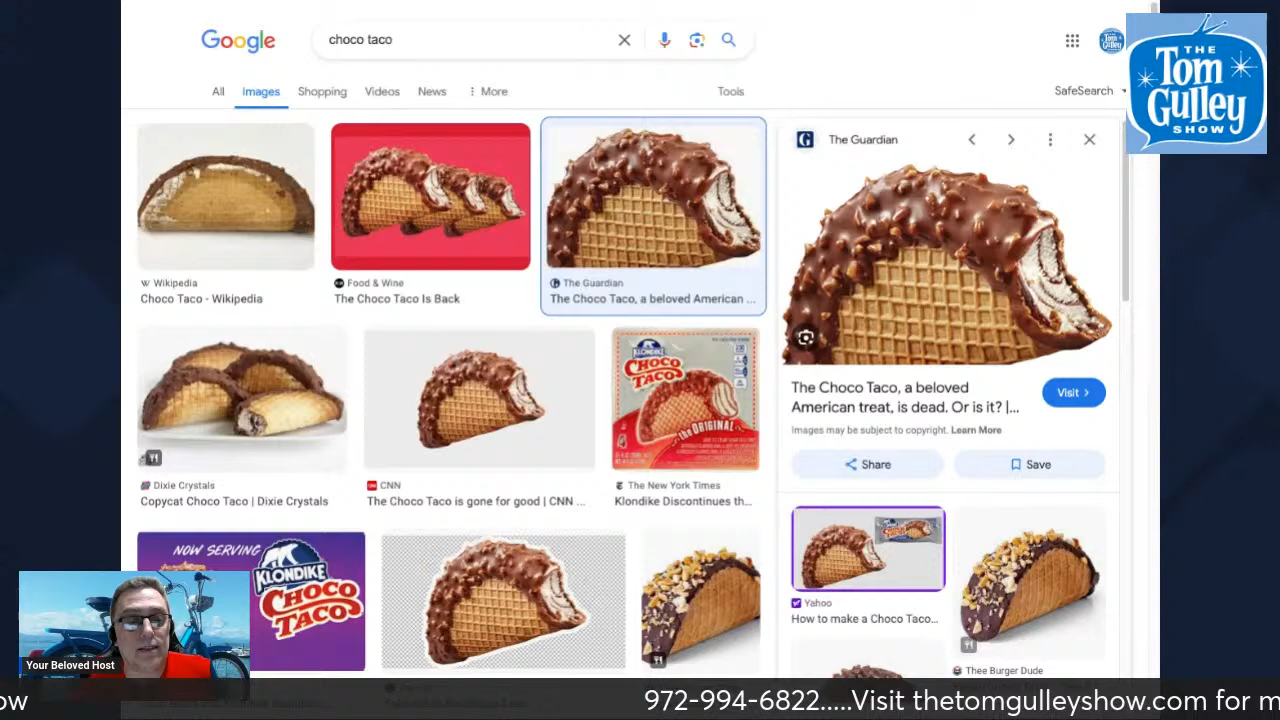 Google
choco taco
THE
Tom
Gulley
SHOW
All Images Shopping Videos News More
Tools
SafeSearch
The Guardian
Wikipedia
Choco Taco - Wikipedia
Food & Wine
The Choco Taco Is Back
The Guardian
The Choco Taco, a beloved American ...
The Choco Taco, a beloved
American treat, is dead. Or is it? |...
Visit
Images may be subject to copyright. Learn More
Share
Save
KLONDIKE
CHOCO
TACO
the ORIGINAL
Dixie Crystals
Copycat Choco Taco | Dixie Crystals
CNN
The Choco Taco is gone for good | CNN ...
The New York Times
Klondike Discontinues th...
NOW SERVING
KLONDIKE
CHOCO
TACO
Yahoo
How to make a Choco Taco...
Thee Burger Dude
Your Beloved Host
ow
972-994-6822.....Visit thetomgulleyshow.com for m